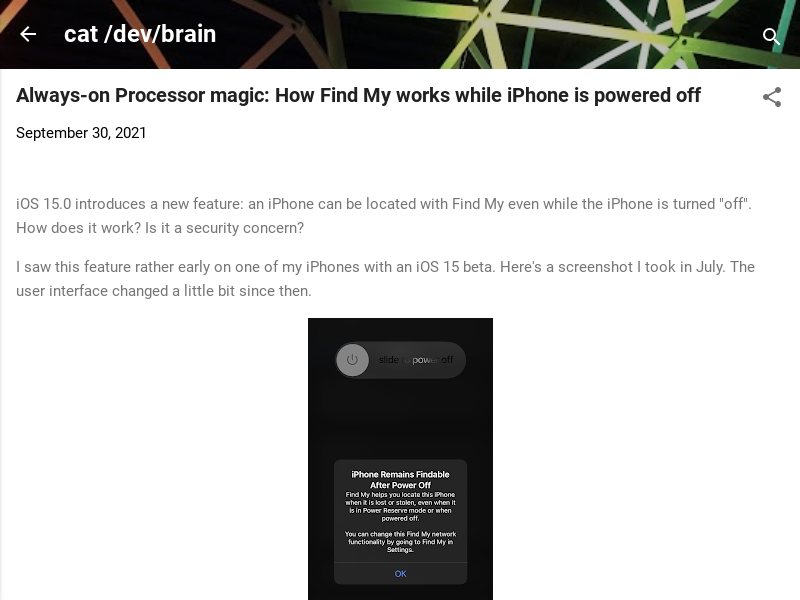 cat /dev/brain
Always-on Processor magic: How Find My works while iPhone is powered off
September 30, 2021
iOS 15.0 introduces a new feature: an iPhone can be located with Find My even while the iPhone is turned "off".
How does it work? Is it a security concern?
I saw this feature rather early on one of my iPhones with an iOS 15 beta. Here's a screenshot I took in July. The
user interface changed a little bit since then.
slide to power off
iPhone Remains Findable
After Power Off
Find My helps you locate this iPhone
when it is lost or stolen, even when it
is in Power Reserve mode or when
powered off.
You can change this Find My network
functionality by going to Find My in
Settings.
OK